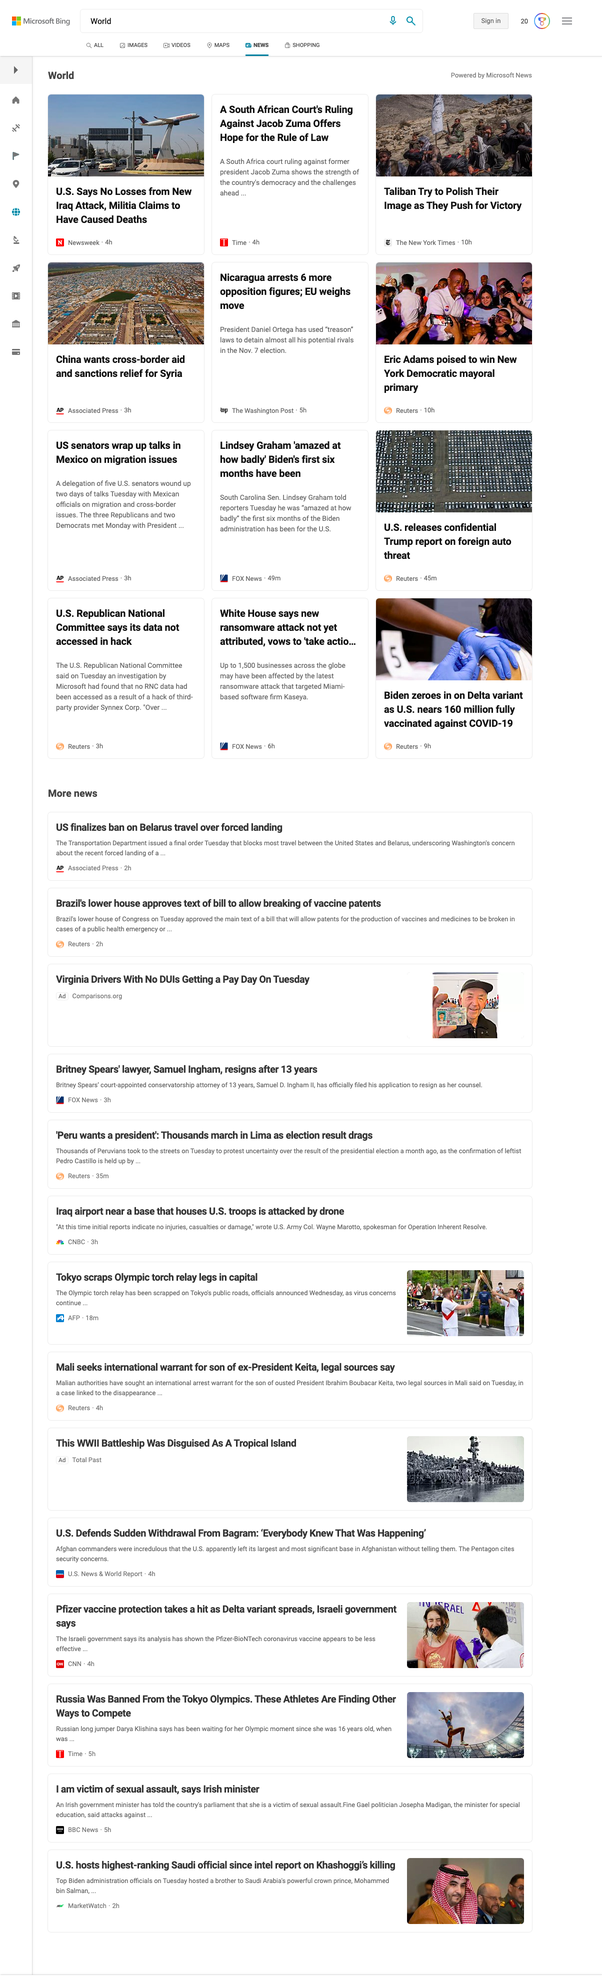 Microsoft Bing
World
Sign in
20
ALL
IMAGES
VIDEOS
MAPS
NEWS
SHOPPING
World
Powered by Microsoft News
U.S. Says No Losses from New
Iraq Attack, Militia Claims to
Have Caused Deaths
Newsweek · 4h
A South African Court's Ruling
Against Jacob Zuma Offers
Hope for the Rule of Law
A South Africa court ruling against former
president Jacob Zuma shows the strength of
the country's democracy and the challenges
ahead ...
Time · 4h
Taliban Try to Polish Their
Image as They Push for Victory
The New York Times · 10h
China wants cross-border aid
and sanctions relief for Syria
AP Associated Press · 3h
Nicaragua arrests 6 more
opposition figures; EU weighs
move
President Daniel Ortega has used "treason"
laws to detain almost all his potential rivals
in the Nov. 7 election.
wp The Washington Post · 5h
Eric Adams poised to win New
York Democratic mayoral
primary
Reuters · 10h
US senators wrap up talks in
Mexico on migration issues
A delegation of five U.S. senators wound up
two days of talks Tuesday with Mexican
officials on migration and cross-border
issues. The three Republicans and two
Democrats met Monday with President ...
AP Associated Press · 3h
Lindsey Graham 'amazed at
how badly' Biden's first six
months have been
South Carolina Sen. Lindsey Graham told
reporters Tuesday he was "amazed at how
badly" the first six months of the Biden
administration has been for the U.S.
FOX News · 49m
U.S. releases confidential
Trump report on foreign auto
threat
Reuters · 45m
U.S. Republican National
Committee says its data not
accessed in hack
The U.S. Republican National Committee
said on Tuesday an investigation by
Microsoft had found that no RNC data had
been accessed as a result of a hack of third-
party provider Synnex Corp. "Over ...
Reuters · 3h
White House says new
ransomware attack not yet
attributed, vows to 'take actio...
Up to 1,500 businesses across the globe
may have been affected by the latest
ransomware attack that targeted Miami-
based software firm Kaseya.
FOX News · 6h
5
Biden zeroes in on Delta variant
as U.S. nears 160 million fully
vaccinated against COVID-19
Reuters · 9h
More news
US finalizes ban on Belarus travel over forced landing
The Transportation Department issued a final order Tuesday that blocks most travel between the United States and Belarus, underscoring Washington's concern
about the recent forced landing of a ...
AP Associated Press · 2h
Brazil's lower house approves text of bill to allow breaking of vaccine patents
Brazil's lower house of Congress on Tuesday approved the main text of a bill that will allow patents for the production of vaccines and medicines to be broken in
cases of a public health emergency or ...
Reuters · 2h
Virginia Drivers With No DUIs Getting a Pay Day On Tuesday
Ad Comparisons.org
Britney Spears' lawyer, Samuel Ingham, resigns after 13 years
Britney Spears' court-appointed conservatorship attorney of 13 years, Samuel D. Ingham II, has officially filed his application to resign as her counsel.
FOX News · 3h
'Peru wants a president': Thousands march in Lima as election result drags
Thousands of Peruvians took to the streets on Tuesday to protest uncertainty over the result of the presidential election a month ago, as the confirmation of leftist
Pedro Castillo is held up by ...
Reuters · 35m
Iraq airport near a base that houses U.S. troops is attacked by drone
"At this time initial reports indicate no injuries, casualties or damage," wrote U.S. Army Col. Wayne Marotto, spokesman for Operation Inherent Resolve.
CNBC · 3h
Tokyo scraps Olympic torch relay legs in capital
The Olympic torch relay has been scrapped on Tokyo's public roads, officials announced Wednesday, as virus concerns
continue ...
AFP · 18m
Mali seeks international warrant for son of ex-President Keita, legal sources say
Malian authorities have sought an international arrest warrant for the son of ousted President Ibrahim Boubacar Keita, two legal sources in Mali said on Tuesday, in
a case linked to the disappearance ...
Reuters · 4h
This WWII Battleship Was Disguised As A Tropical Island
Ad Total Past
U.S. Defends Sudden Withdrawal From Bagram: 'Everybody Knew That Was Happening'
Afghan commanders were incredulous that the U.S. apparently left its largest and most significant base in Afghanistan without telling them. The Pentagon cites
security concerns.
U.S. News & World Report · 4h
Pfizer vaccine protection takes a hit as Delta variant spreads, Israeli government
says
The Israeli government says its analysis has shown the Pfizer-BioNTech coronavirus vaccine appears to be less
effective ...
CNN · 4h
Russia Was Banned From the Tokyo Olympics. These Athletes Are Finding Other
Ways to Compete
Russian long jumper Darya Klishina says has been waiting for her Olympic moment since she was 16 years old, when
was ...
Time · 5h
I am victim of sexual assault, says Irish minister
An Irish government minister has told the country's parliament that she is a victim of sexual assault.Fine Gael politician Josepha Madigan, the minister for special
education, said attacks against ...
BBC News · 5h
U.S. hosts highest-ranking Saudi official since intel report on Khashoggi's killing
Top Biden administration officials on Tuesday hosted a brother to Saudi Arabia's powerful crown prince, Mohammed
bin Salman, ...
MarketWatch · 2h